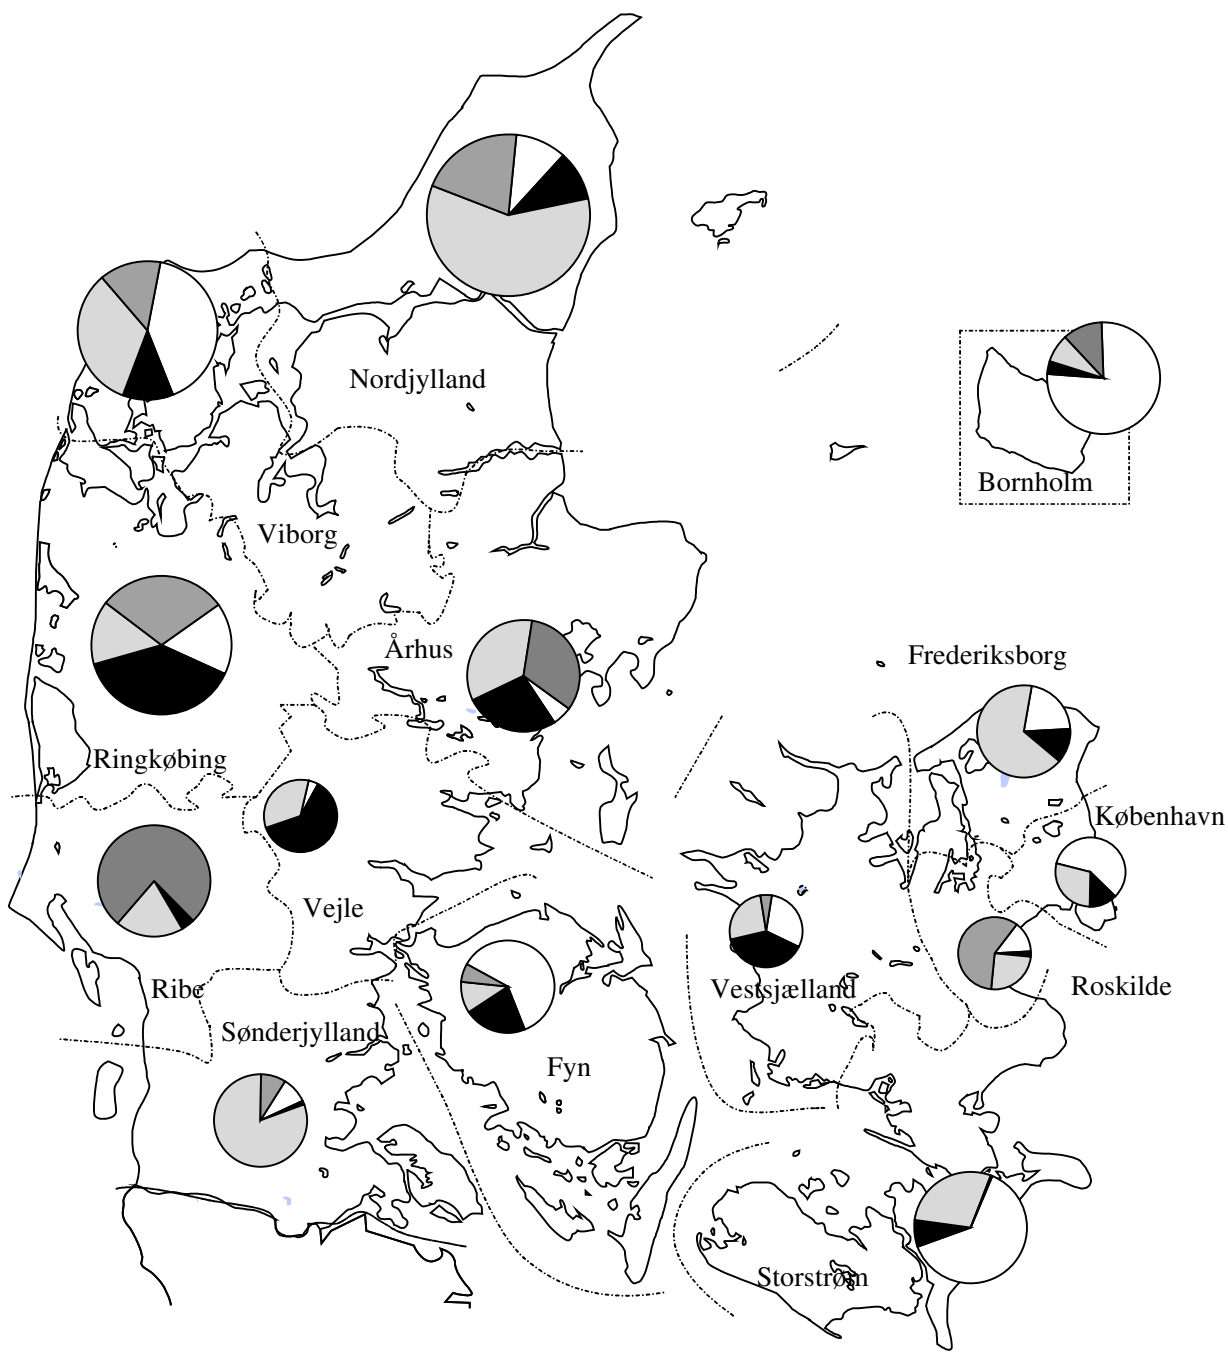 Nordjylland
Bornholm
Viborg
Århus
Frederiksborg
Ringkøbing
København
Vejle
Ribe
Vestsjælland
Roskilde
Sønderjylland
Fyn
Storstrøm